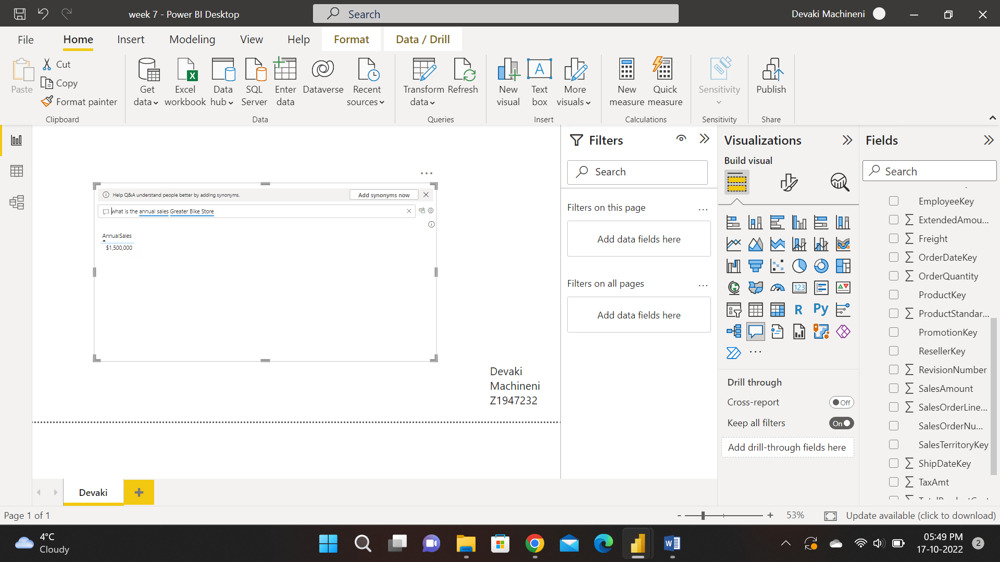 week 7 - Power BI Desktop
Search
Devaki Machineni
File
Home
Insert
Modeling
View
Help
Format
Data / Drill
Paste
Cut
Copy
Format painter
Clipboard
Get data
Excel workbook
Data hub
SQL Server
Enter data
Dataverse
Recent sources
Data
Transform data
Refresh
Queries
New visual
Text box
More visuals
Insert
New measure
Quick measure
Calculations
Sensitivity
Sensitivity
Publish
Share
Help Q&A understand people better by adding synonyms.
Add synonyms now
what is the annual sales Greater Bike Store
AnnualSales
$1,500,000
Devaki
Machineni
Z1947232
Filters
Search
Filters on this page
...
Add data fields here
Filters on all pages
...
Add data fields here
Visualizations
Build visual
123
R
Py
...
Drill through
Cross-report
Off
Keep all filters
On
Add drill-through fields here
Fields
Search
EmployeeKey
ExtendedAmou...
Freight
OrderDateKey
OrderQuantity
ProductKey
ProductStandar...
PromotionKey
ResellerKey
RevisionNumber
SalesAmount
SalesOrderLine...
SalesOrderNu...
SalesTerritoryKey
ShipDateKey
TaxAmt
Devaki
+
Page 1 of 1
- + 53%
Update available (click to download)
4°C
Cloudy
05:49 PM
17-10-2022
2